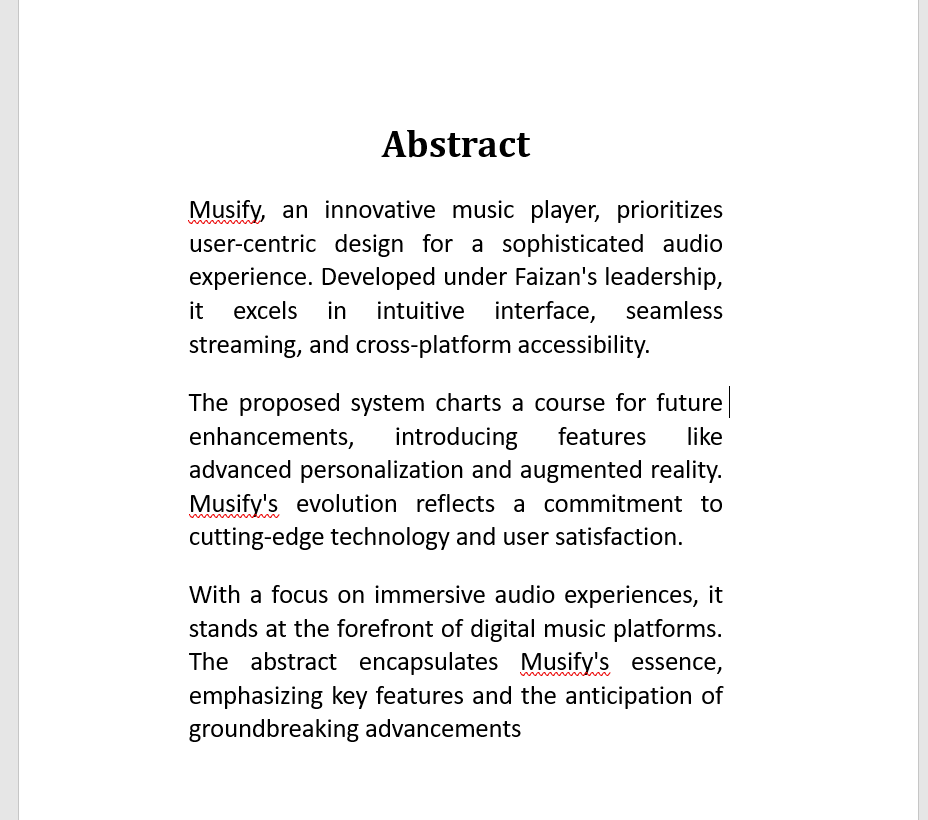 Abstract
Musify, an innovative music player, prioritizes
user-centric design for a sophisticated audio
experience. Developed under Faizan's leadership,
it excels in intuitive interface, seamless
streaming, and cross-platform accessibility.
The proposed system charts a course for future
enhancements, introducing features like
advanced personalization and augmented reality.
Musify's evolution reflects a commitment to
cutting-edge technology and user satisfaction.
With a focus on immersive audio experiences, it
stands at the forefront of digital music platforms.
The abstract encapsulates Musify's essence,
emphasizing key features and the anticipation of
groundbreaking advancements